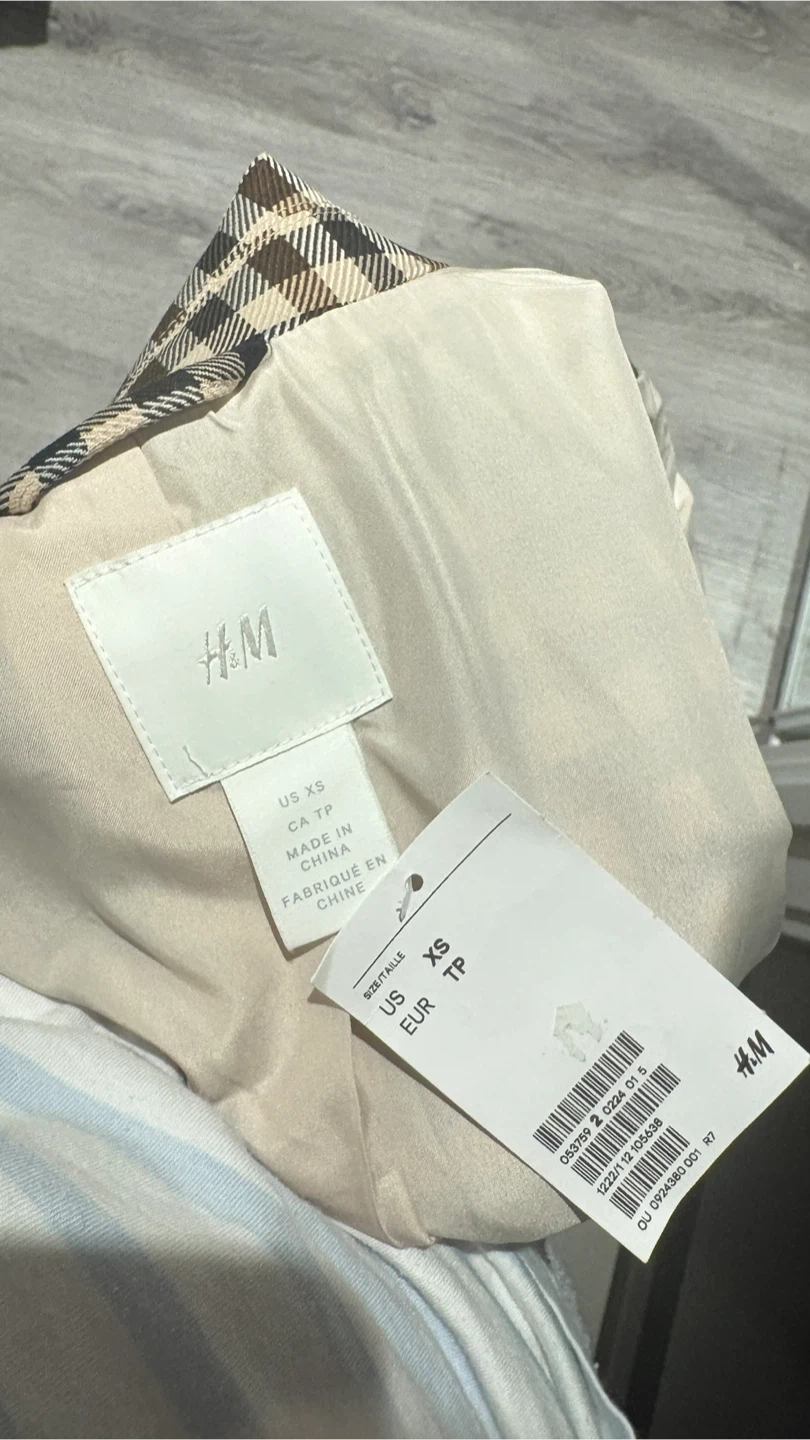 H&M
US XS
CA TP
MADE IN
CHINA
FABRIQUÉ EN
CHINE
SIZE/TAILLE
US XS
EUR TP
H&M
053759 2 0224 01 5
1222/1 12 105638
OU 0924380 001 R7